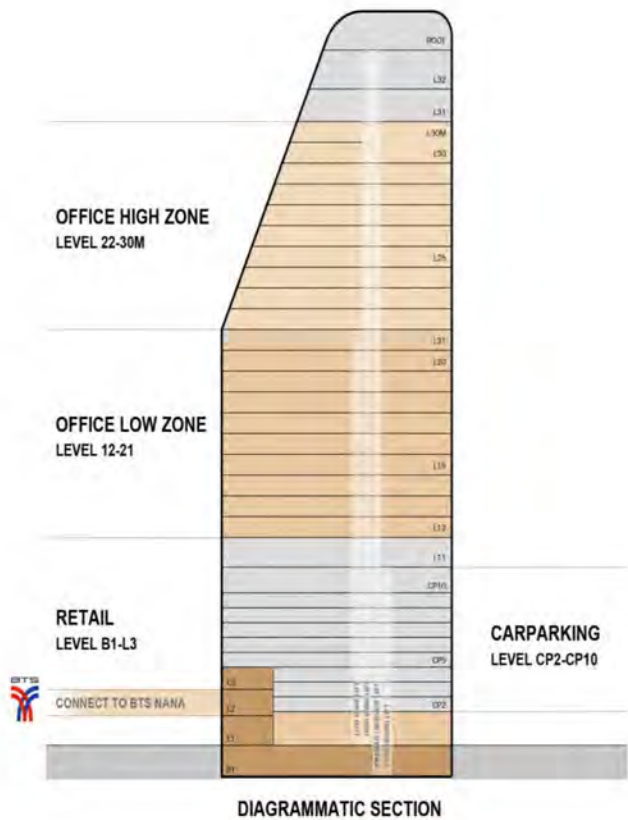 ROOF
L32
L31
L30M
L30
OFFICE HIGH ZONE
LEVEL 22-30M
L25
L21
L20
OFFICE LOW ZONE
LEVEL 12-21
L15
L12
L11
CP10
RETAIL
LEVEL B1-L3
CARPARKING
LEVEL CP2-CP10
CP5
L3
BTS
CONNECT TO BTS NANA
L2
CP2
L1
B1
DIAGRAMMATIC SECTION